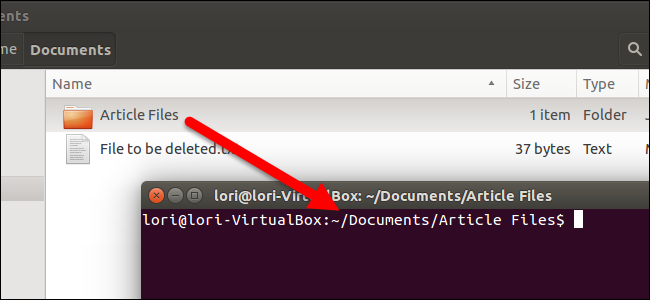 ents
me Documents
Name Size Type
Article Files 1 item Folder
File to be deleted.t 37 bytes Text
lori@lori-VirtualBox: ~/Documents/Article Files
lori@lori-VirtualBox:~/Documents/Article Files$